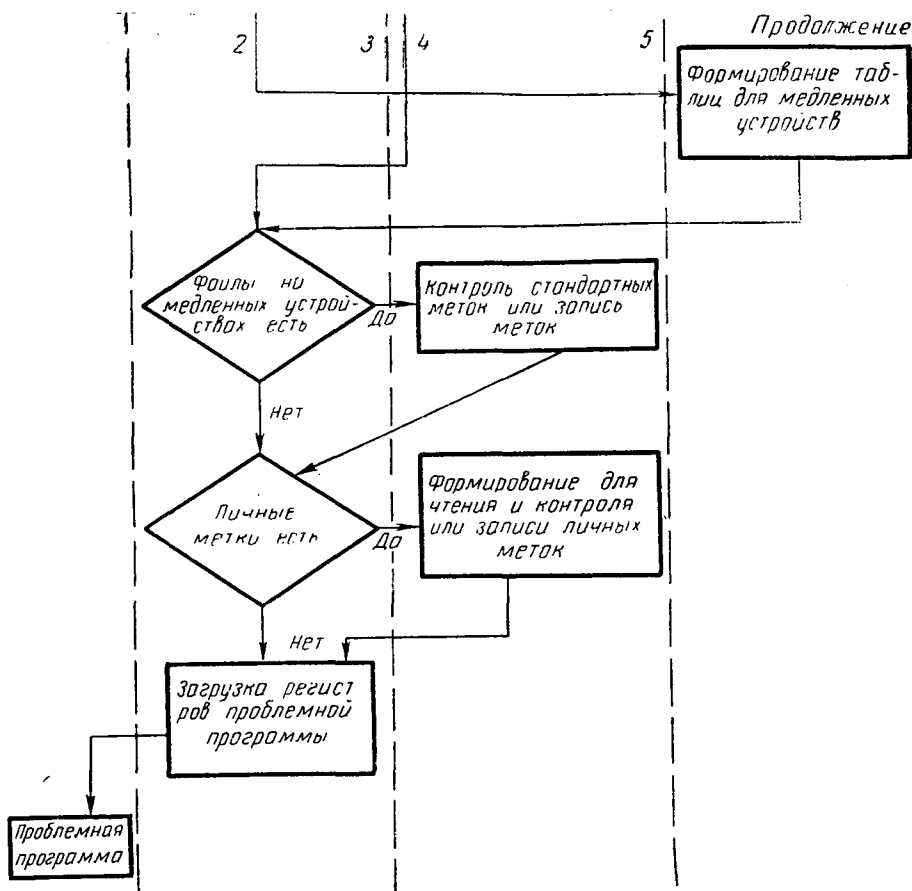 Продолжение
2
3
4
5
Формирование таб-
лии для медленных
устройств
Файлы на
медленных устрой-
ствах есть
Да
Контроль стандартных
меток или запись
меток
Нет
Личные
метки есть
Да
Формирование для
чтения и контроля
или записи личных
меток
Нет
Загрузка регист
ров проблемной
программы
Проблемная
программа